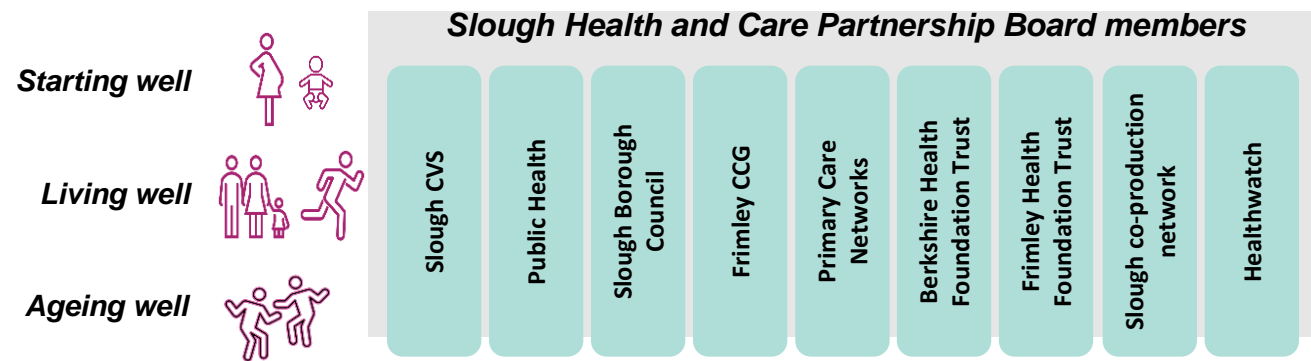 Slough Health and Care Partnership Board members
Starting well
Living well
Ageing well
Slough CVS
Public Health
Slough Borough
Council
Frimley CCG
Primary Care
Networks
Berkshire Health
Foundation Trust
Frimley Health
Foundation Trust
Slough co-production
network
Healthwatch